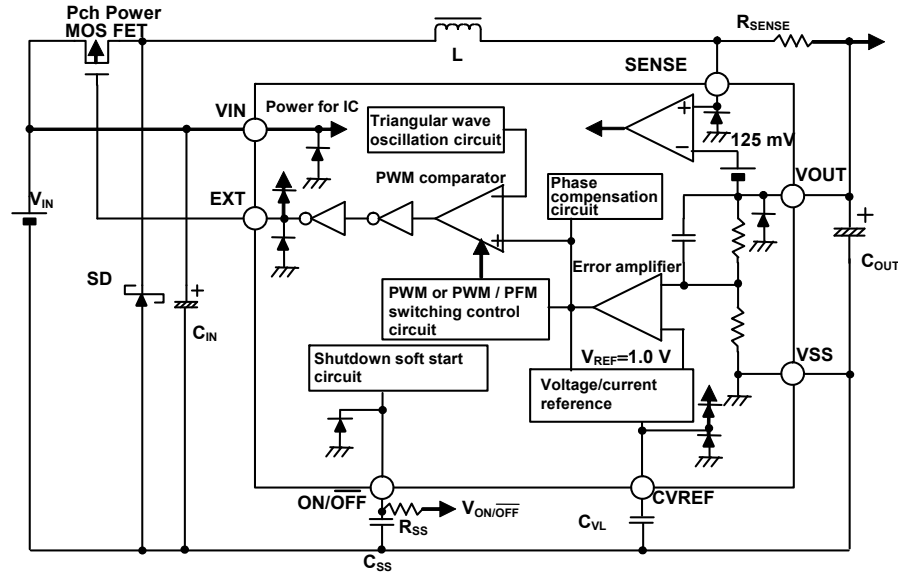 Pch Power
MOS FET
L
RSENSE
SENSE
VIN
Power for IC
Triangular wave
oscillation circuit
125 mV
PWM comparator
Phase
compensation
circuit
VOUT
VIN
EXT
+
−
+
+
COUT
Error amplifier
SD
+
CIN
PWM or PWM / PFM
switching control
circuit
VREF=1.0 V
VSS
Shutdown soft start
circuit
Voltage/current
reference
ON/OFF
RSS
VON/OFF
CVREF
CVL
CSS